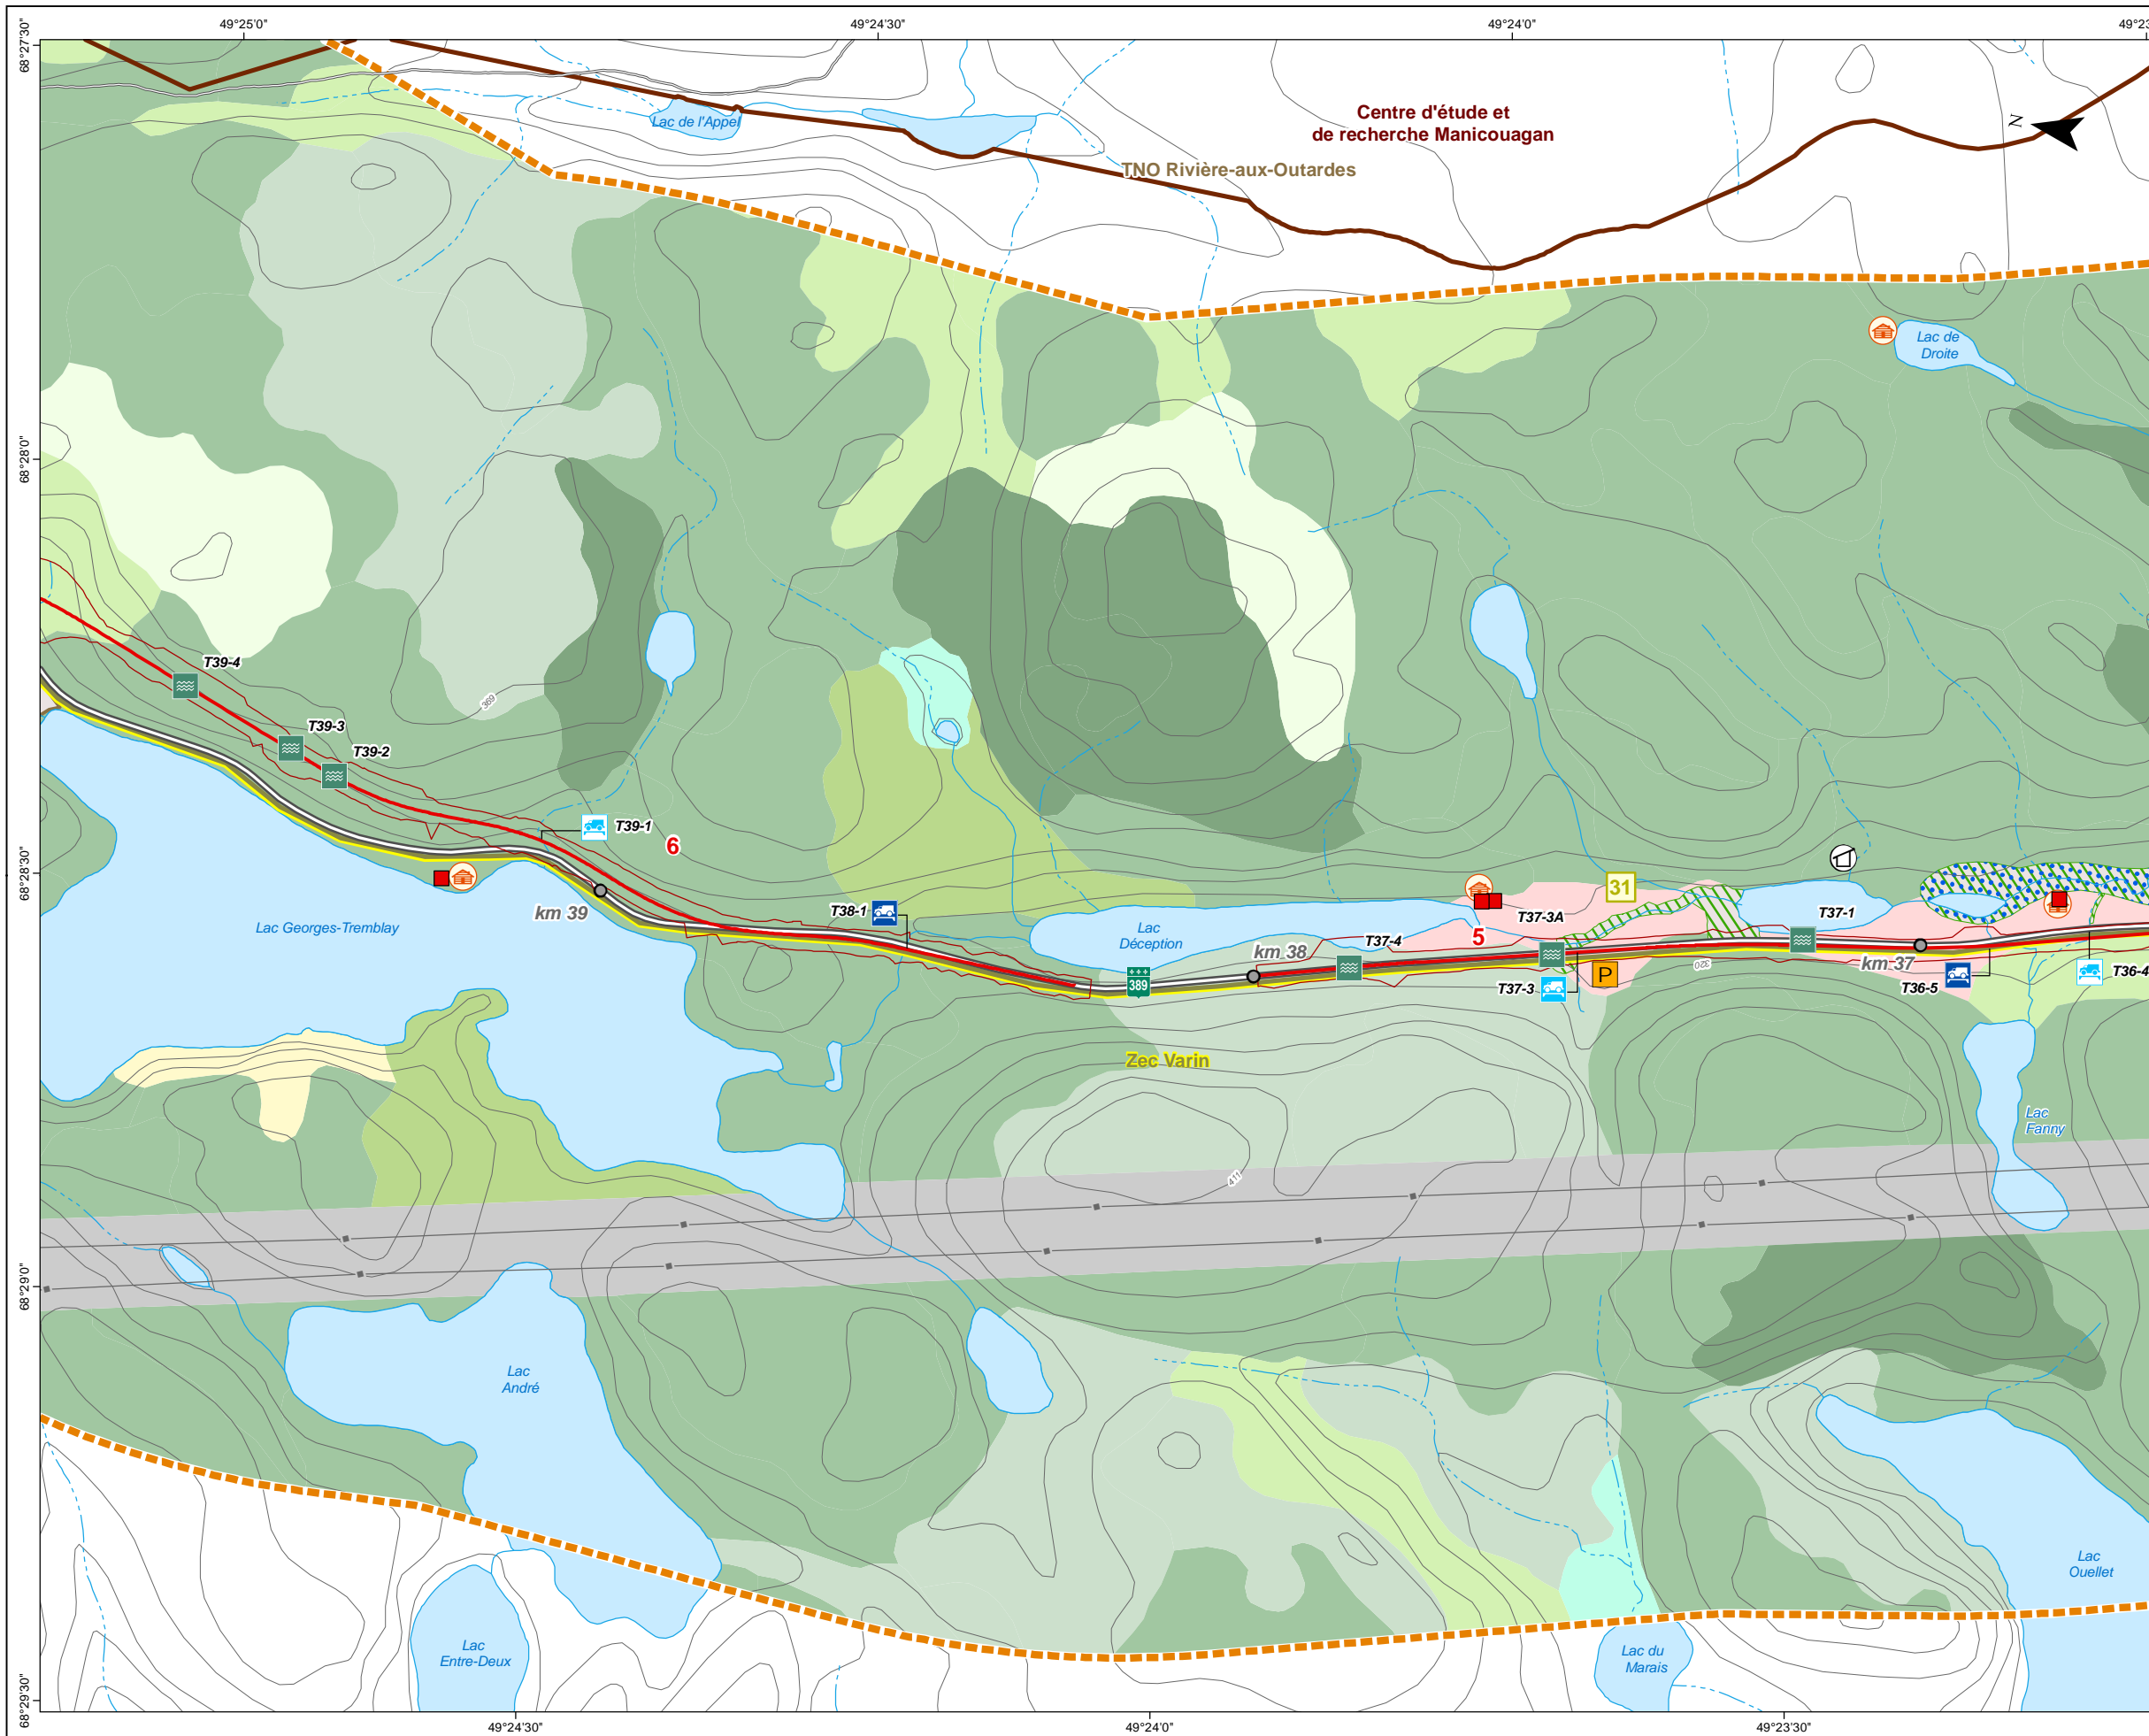 49°25'0"
49°24'30"
49°24'0"
49°23
68°27'30"
68°28'0"
68°28'30"
68°29'0"
68°29'30"
Centre d'étude et
de recherche Manicouagan
TNO Rivière-aux-Outardes
N
Lac de l'Appel
Lac de
Droite
T39-4
369
T39-3
T39-2
T39-1
6
km 39
Lac Georges-Tremblay
T38-1
Lac
Déception
389
km 38
T37-4
5
T37-3A
31
T37-3
P
T37-1
320
km 37
T36-5
T36-4
Zec Varin
Lac
Fanny
411
Lac
André
Lac
Ouellet
Lac
Entre-Deux
Lac du
Marais
49°24'30"
49°24'0"
49°23'30"